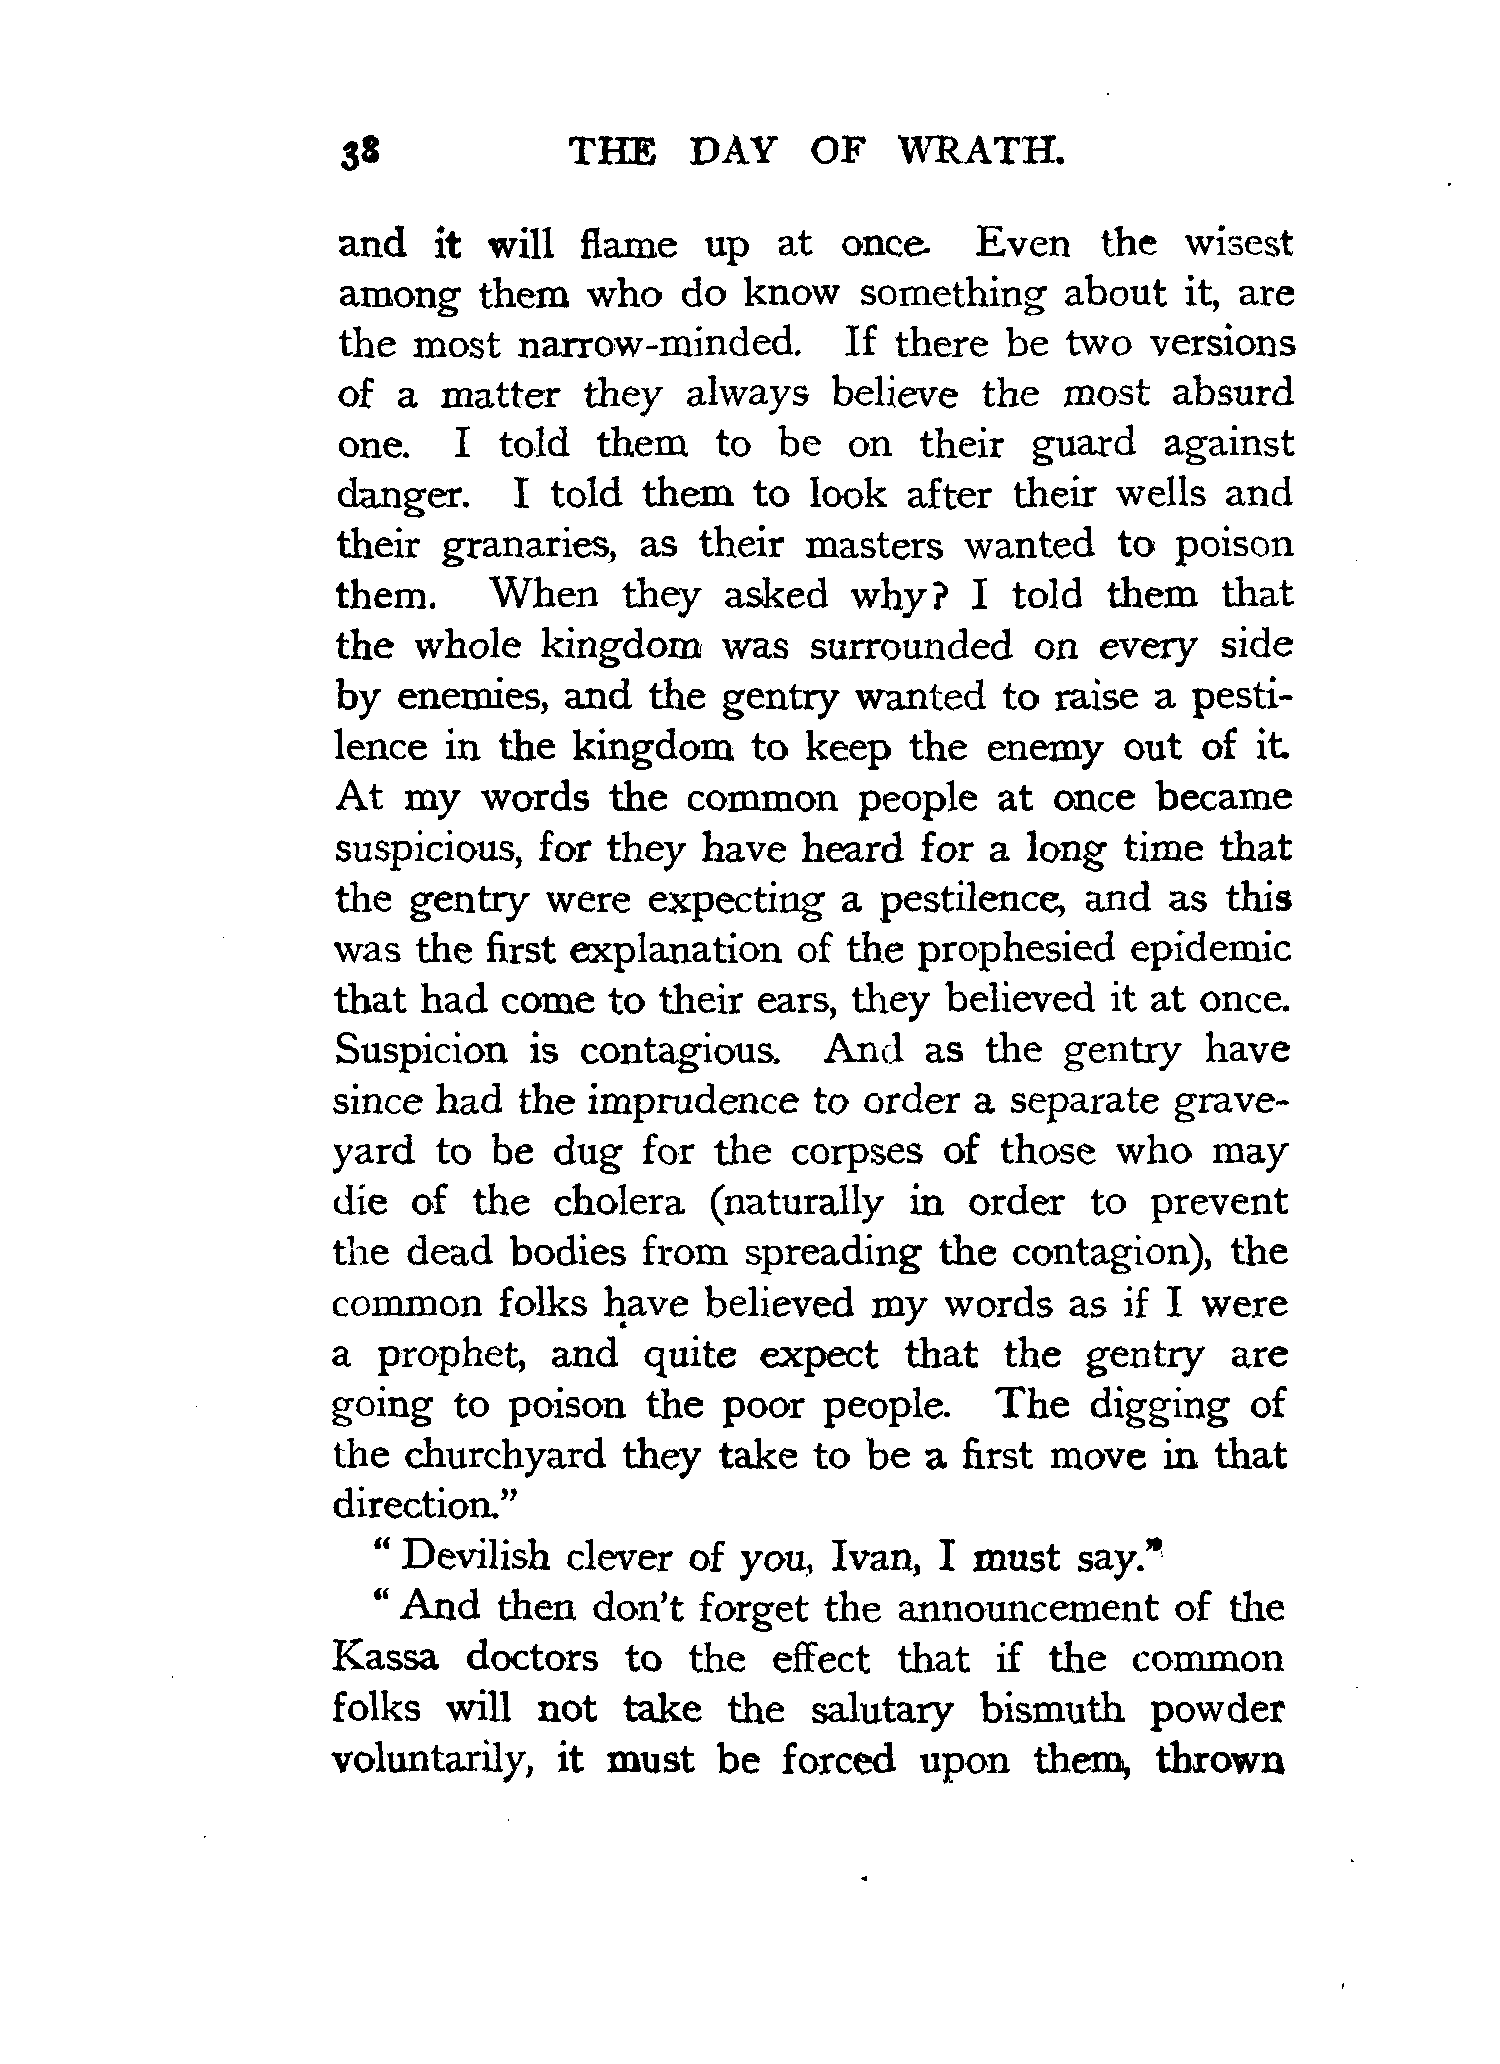 38 THE DAY OF WRATH.
and it will flame up at once. Even the wisest
among them who do know something about it, are
the most narrow-minded. If there be two versions
of a matter they always believe the most absurd
one. I told them to be on their guard against
danger. I told them to look after their wells and
their granaries, as their masters wanted to poison
them. When they asked why? I told them that
the whole kingdom was surrounded on every side
by enemies, and the gentry wanted to raise a pesti-
lence in the kingdom to keep the enemy out of it.
At my words the common people at once became
suspicious, for they have heard for a long time that
the gentry were expecting a pestilence, and as this
was the first explanation of the prophesied epidemic
that had come to their ears, they believed it at once.
Suspicion is contagious. And as the gentry have
since had the imprudence to order a separate grave-
yard to be dug for the corpses of those who may
die of the cholera (naturally in order to prevent
the dead bodies from spreading the contagion), the
common folks have believed my words as if I were
a prophet, and quite expect that the gentry are
going to poison the poor people. The digging of
the churchyard they take to be a first move in that
direction."
"Devilish clever of you, Ivan, I must say."
"And then don't forget the announcement of the
Kassa doctors to the effect that if the common
folks will not take the salutary bismuth powder
voluntarily, it must be forced upon them, thrown